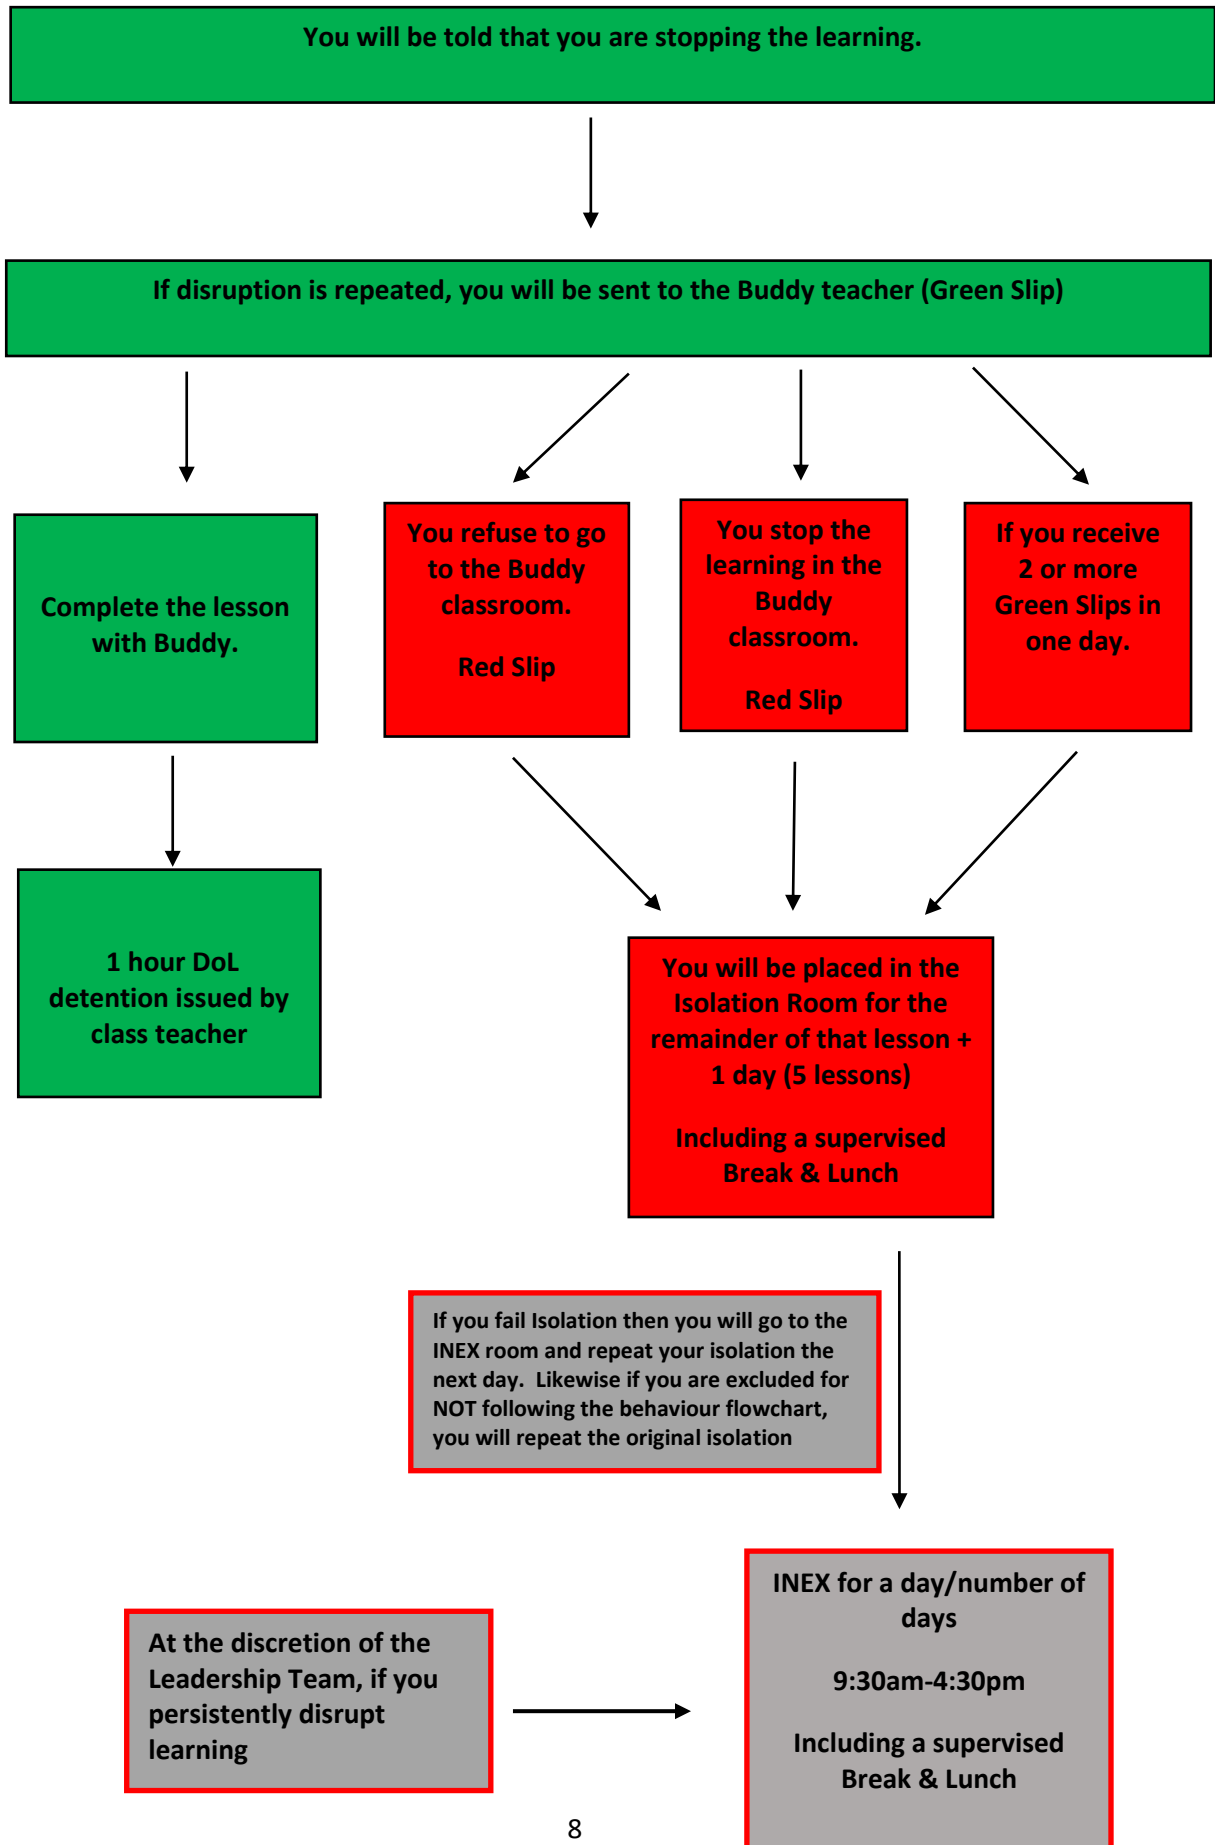 You will be told that you are stopping the learning.
If disruption is repeated, you will be sent to the Buddy teacher (Green Slip)
Complete the lesson
with Buddy.
You refuse to go
to the Buddy
classroom.
Red Slip
You stop the
learning in the
Buddy
classroom.
Red Slip
If you receive
2 or more
Green Slips in
one day.
1 hour DoL
detention issued by
class teacher
You will be placed in the
Isolation Room for the
remainder of that lesson +
1 day (5 lessons)
Including a supervised
Break & Lunch
If you fail Isolation then you will go to the
INEX room and repeat your isolation the
next day.  Likewise if you are excluded for
NOT following the behaviour flowchart,
you will repeat the original isolation
At the discretion of the
Leadership Team, if you
persistently disrupt
learning
INEX for a day/number of
days
9:30am-4:30pm
Including a supervised
Break & Lunch
8